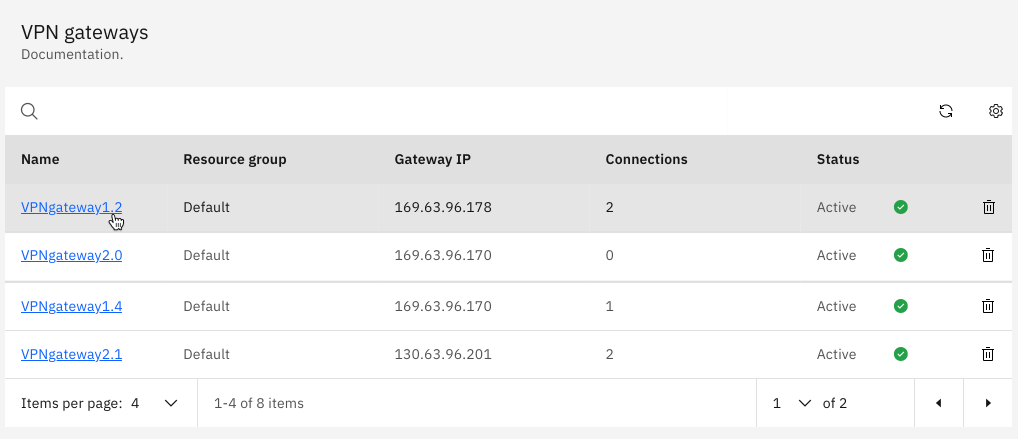 VPN gateways
Documentation.
Name Resource group Gateway IP Connections Status
VPNgateway1.2 Default 169.63.96.178 2 Active
VPNgateway2.0 Default 169.63.96.170 0 Active
VPNgateway1.4 Default 169.63.96.170 1 Active
VPNgateway2.1 Default 130.63.96.201 2 Active
Items per page: 4 1-4 of 8 items 1 of 2